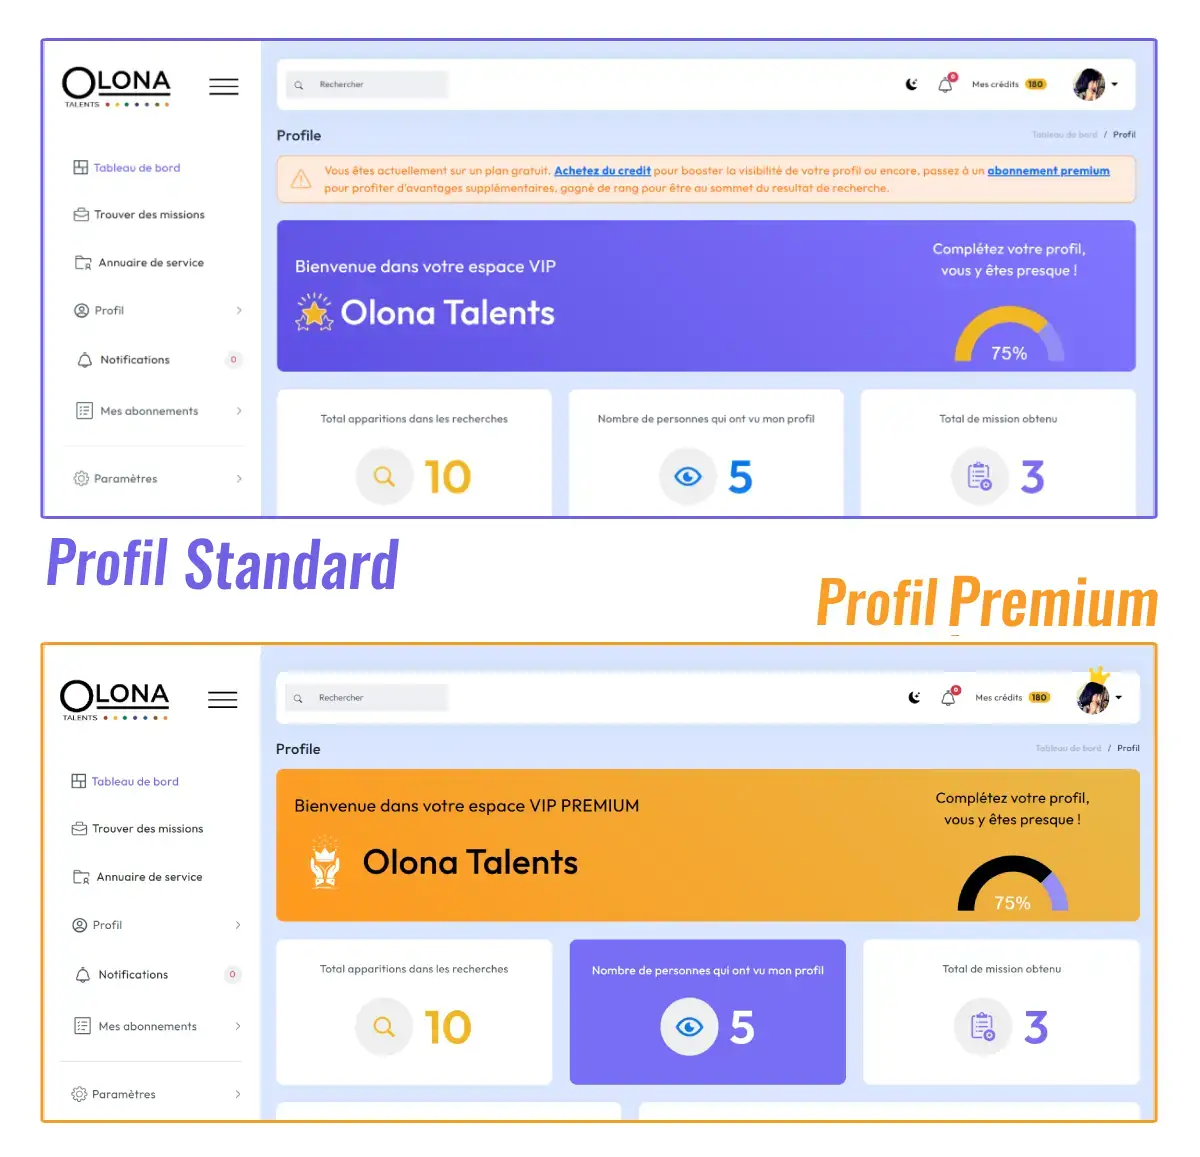 OLONA
TALENTS
Rechercher
0
Mes crédits 180
Profile
Tableau de bord / Profil
Tableau de bord
Trouver des missions
Annuaire de service
Profil
Notifications 0
Mes abonnements
Paramètres
Vous êtes actuellement sur un plan gratuit. Achetez du credit pour booster la visibilité de votre profil ou encore, passez à un abonnement premium
pour profiter d'avantages supplémentaires, gagné de rang pour être au sommet du resultat de recherche.
Bienvenue dans votre espace VIP
Olona Talents
Complétez votre profil,
vous y êtes presque !
75%
Total apparitions dans les recherches
10
Nombre de personnes qui ont vu mon profil
5
Total de mission obtenu
3
Profil Standard
Profil Premium
OLONA
TALENTS
Rechercher
0
Mes crédits 180
Profile
Tableau de bord / Profil
Tableau de bord
Trouver des missions
Annuaire de service
Profil
Notifications 0
Mes abonnements
Paramètres
Bienvenue dans votre espace VIP PREMIUM
Olona Talents
Complétez votre profil,
vous y êtes presque !
75%
Total apparitions dans les recherches
10
Nombre de personnes qui ont vu mon profil
5
Total de mission obtenu
3